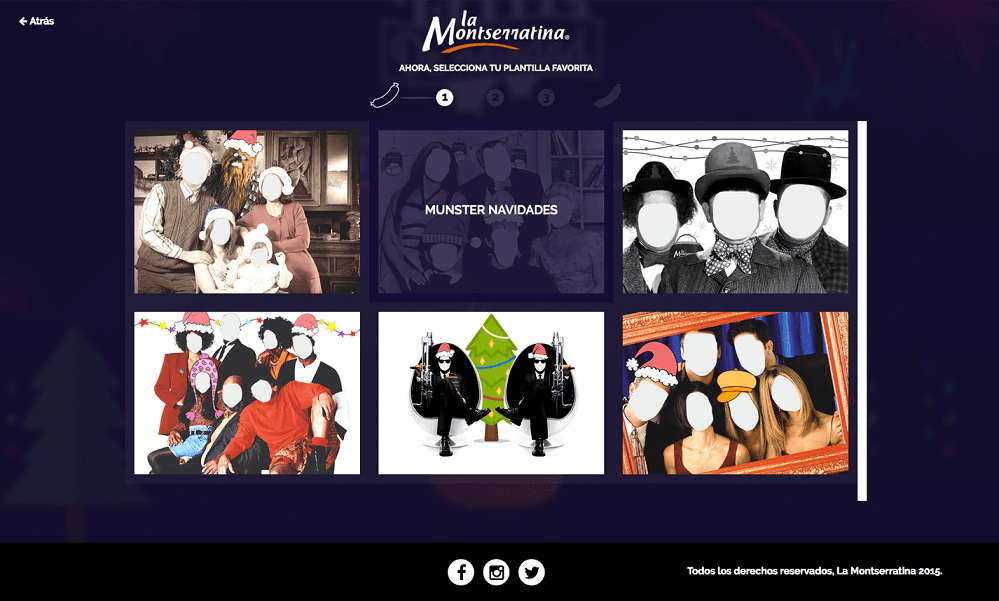 Atrás
la
Montserratina®
AHORA, SELECCIONA TU PLANTILLA FAVORITA
1 2 3
MUNSTER NAVIDADES
Todos los derechos reservados, La Montserratina 2015.